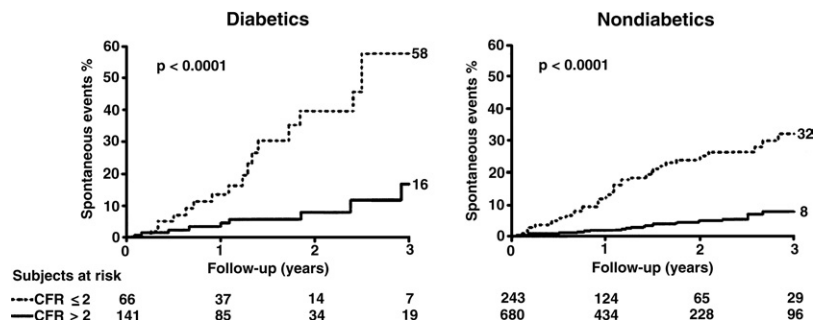 Diabetics
Spontaneous events %
60
50
40
30
20
10
0
p < 0.0001
58
16
0 1 2 3
Follow-up (years)
Nondiabetics
Spontaneous events %
60
50
40
30
20
10
0
p < 0.0001
32
8
0 1 2 3
Follow-up (years)
Subjects at risk
CFR ≤ 2 66 37 14 7 243 124 65 29
CFR > 2 141 85 34 19 680 434 228 96